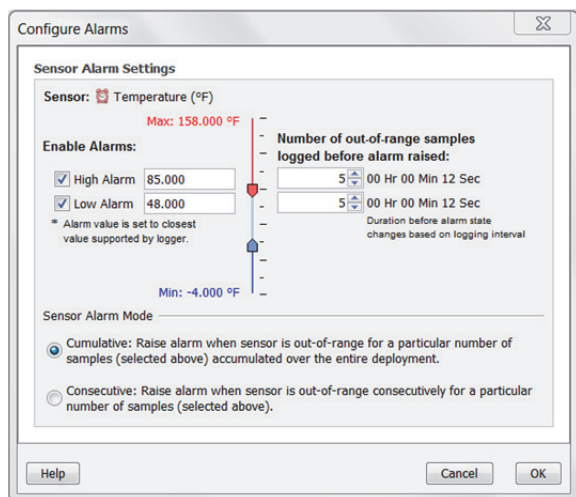 Configure Alarms
Sensor Alarm Settings
Sensor: Temperature (°F)
Max: 158.000 °F
Enable Alarms:
Number of out-of-range samples
logged before alarm raised:
High Alarm 85.000
5 00 Hr 00 Min 12 Sec
Low Alarm 48.000
5 00 Hr 00 Min 12 Sec
* Alarm value is set to closest
value supported by logger.
Duration before alarm state
changes based on logging interval
Min: -4.000 °F
Sensor Alarm Mode
Cumulative: Raise alarm when sensor is out-of-range for a particular number of
samples (selected above) accumulated over the entire deployment.
Consecutive: Raise alarm when sensor is out-of-range consecutively for a particular
number of samples (selected above).
Help
Cancel
OK